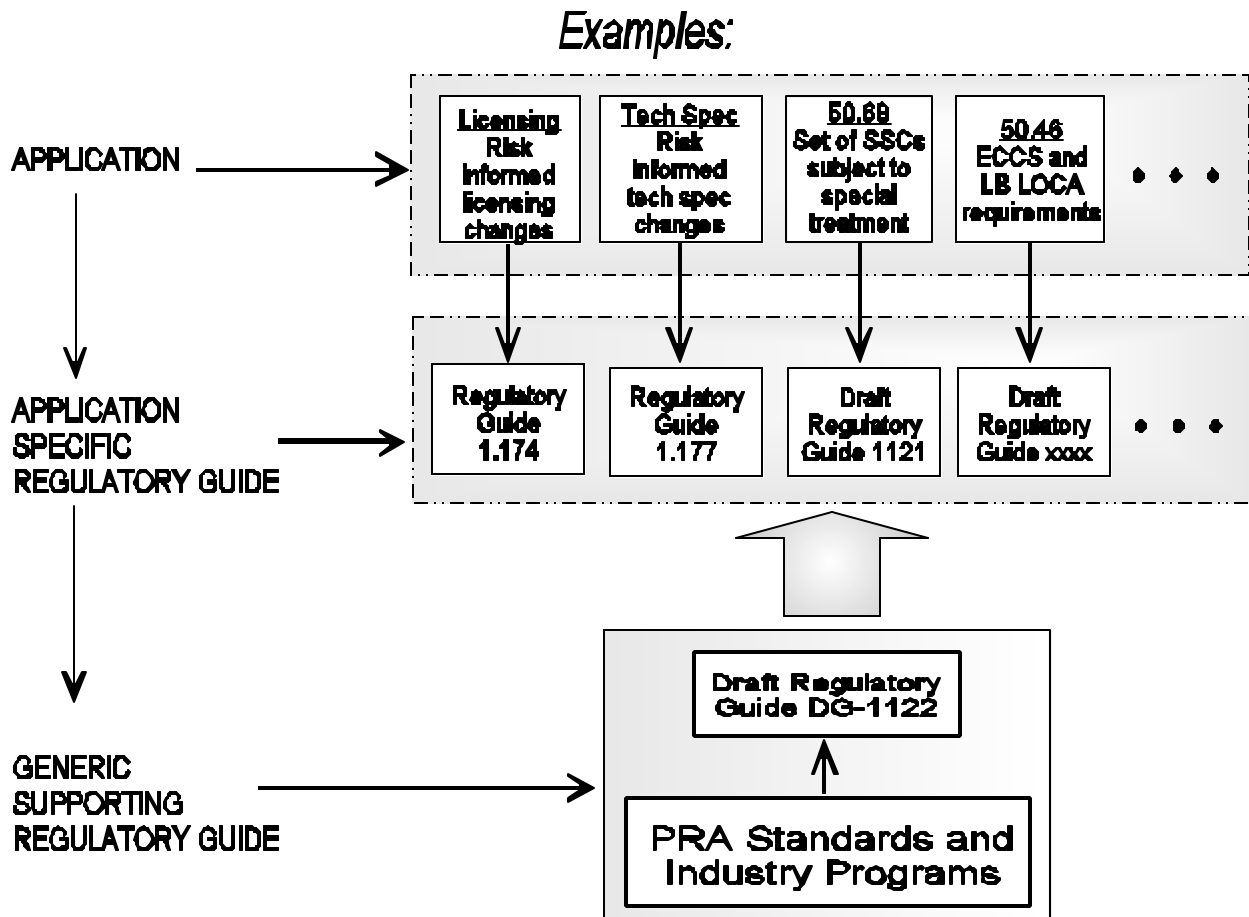 Examples:
APPLICATION
Licensing
Risk
informed
licensing
changes
Tech Spec
Risk
Informed
tech spec
changes
50.69
Set of SSCs
subject to
special
treatment
50.46
ECCS and
LB LOCA
requirements
• • •
APPLICATION
SPECIFIC
REGULATORY GUIDE
Regulatory
Guide
1.174
Regulatory
Guide
1.177
Draft
Regulatory
Guide 1121
Draft
Regulatory
Guide xxxx
• • •
GENERIC
SUPPORTING
REGULATORY GUIDE
Draft Regulatory
Guide DG-1122
PRA Standards and
Industry Programs